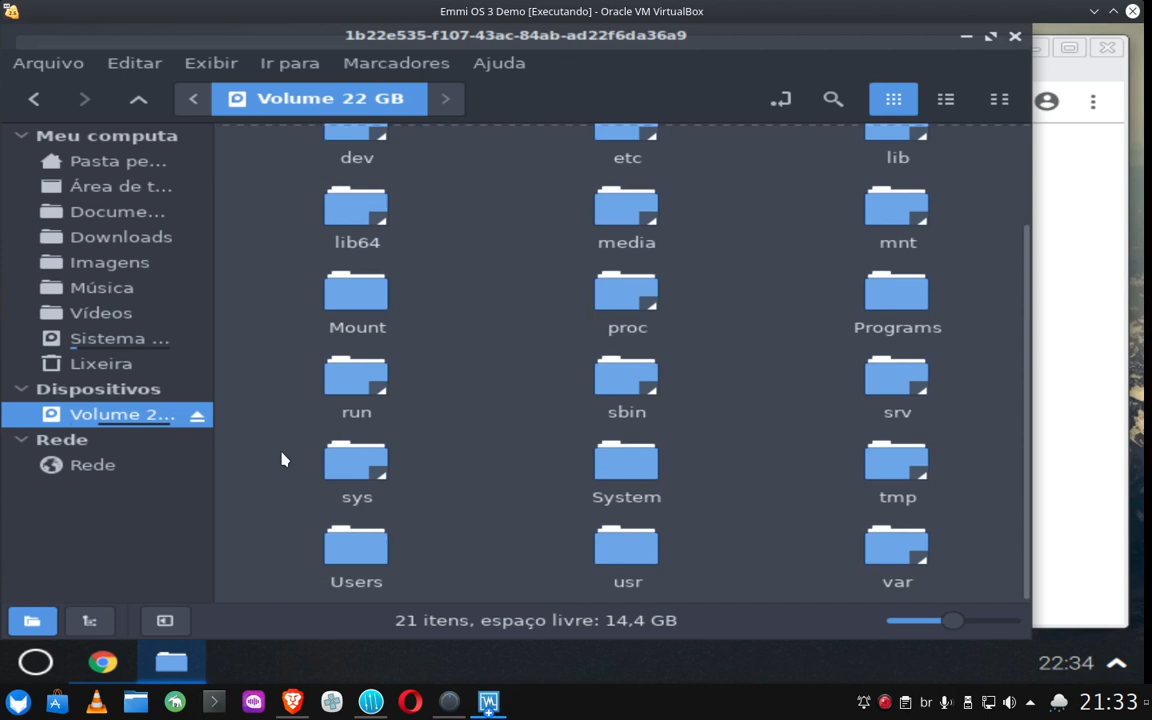 Emmi OS 3 Demo [Executando] - Oracle VM VirtualBox
1b22e535-f107-43ac-84ab-ad22f6da36a9
Arquivo Editar Exibir Ir para Marcadores Ajuda
Volume 22 GB
Meu computa
Pasta pe...
Área de t...
Docume...
Downloads
Imagens
Música
Vídeos
Sistema ...
Lixeira
Dispositivos
Volume 2...
Rede
Rede
dev etc lib
lib64 media mnt
Mount proc Programs
run sbin srv
sys System tmp
Users usr var
21 itens, espaço livre: 14,4 GB
22:34
br 21:33